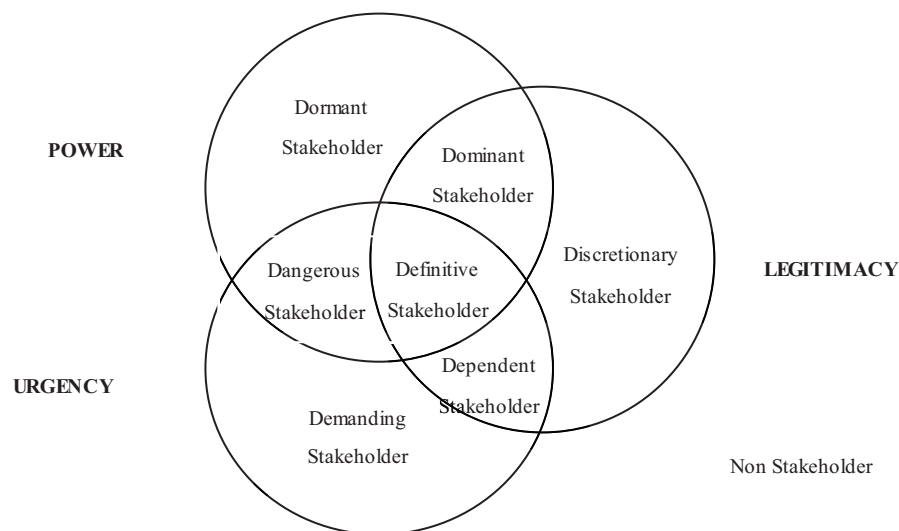 Dormant
Stakeholder
POWER
Dominant
Stakeholder
Dangerous
Stakeholder
Definitive
Stakeholder
Discretionary
Stakeholder
LEGITIMACY
URGENCY
Dependent
Stakeholder
Demanding
Stakeholder
Non Stakeholder